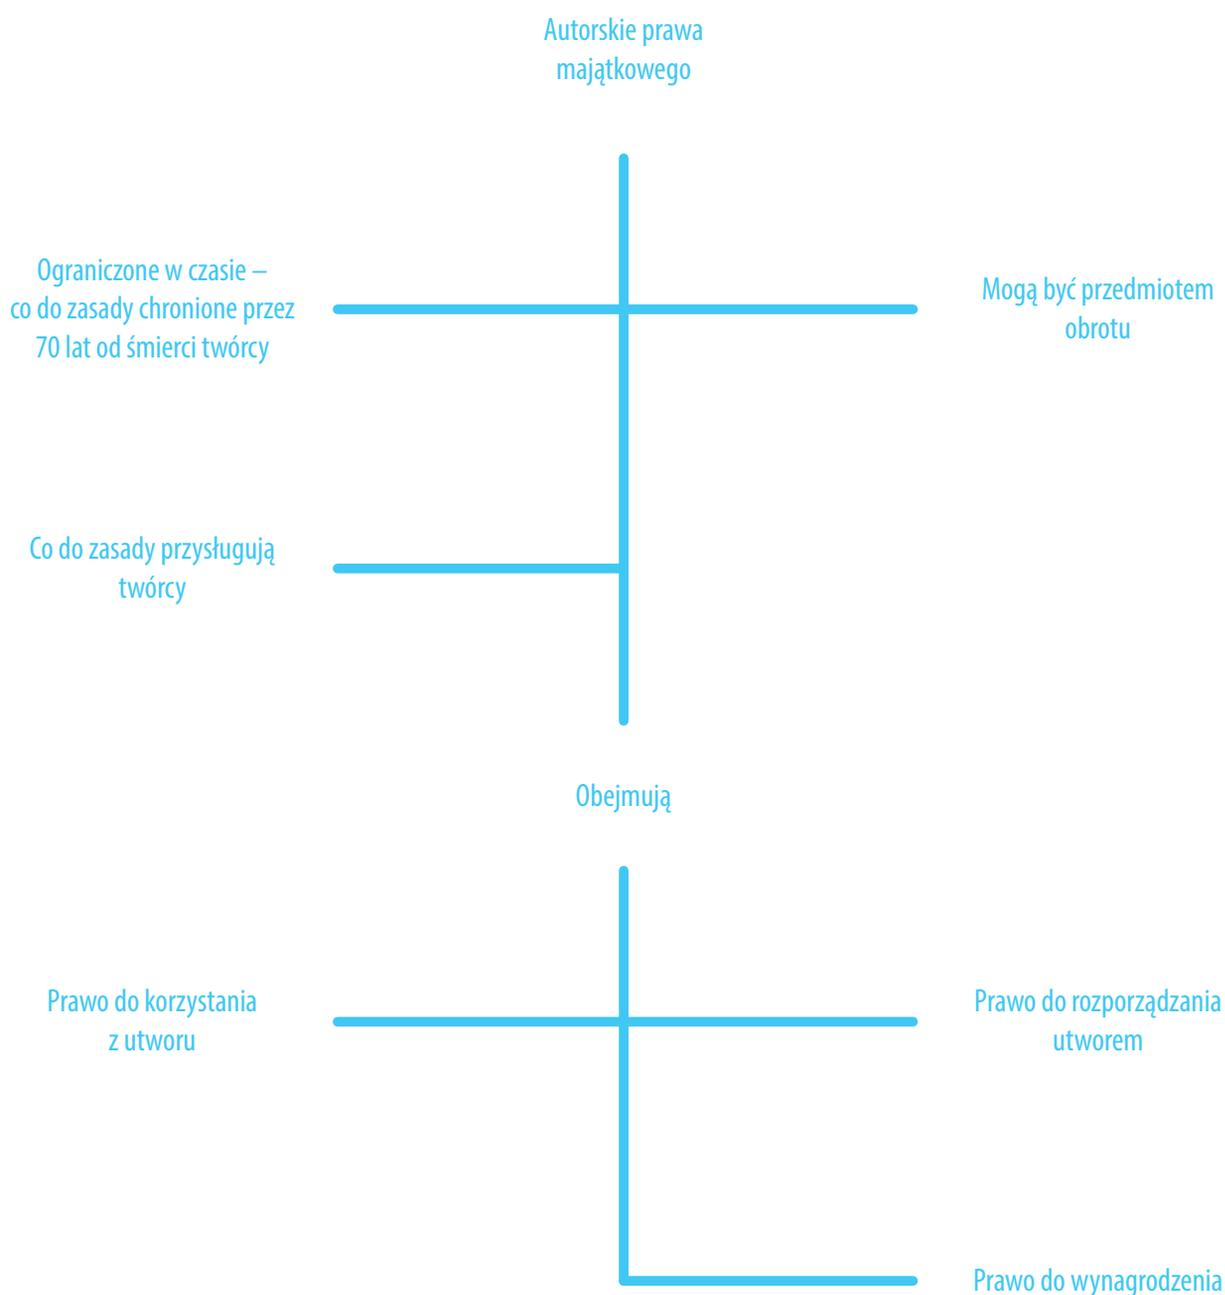 Autorskie prawa
majątkowego
Ograniczone w czasie –
co do zasady chronione przez
70 lat od śmierci twórcy
Mogą być przedmiotem
obrotu
Co do zasady przysługują
twórcy
Obejmują
Prawo do korzystania
z utworu
Prawo do rozporządzania
utworem
Prawo do wynagrodzenia